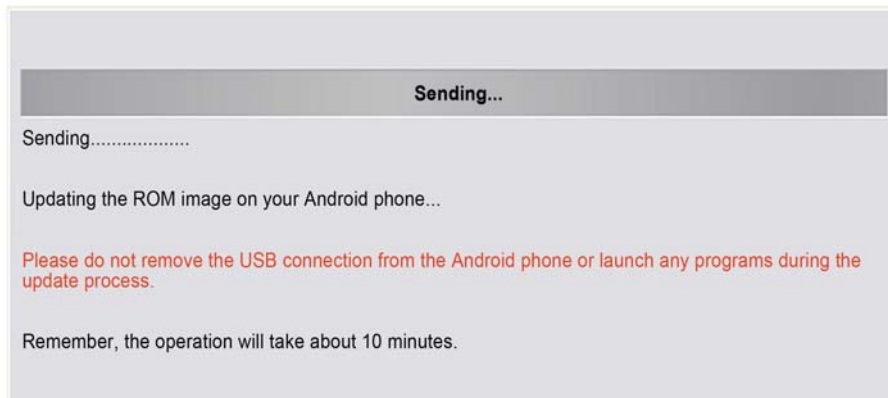 Sending...
Sending...................
Updating the ROM image on your Android phone...
Please do not remove the USB connection from the Android phone or launch any programs during the
update process.
Remember, the operation will take about 10 minutes.